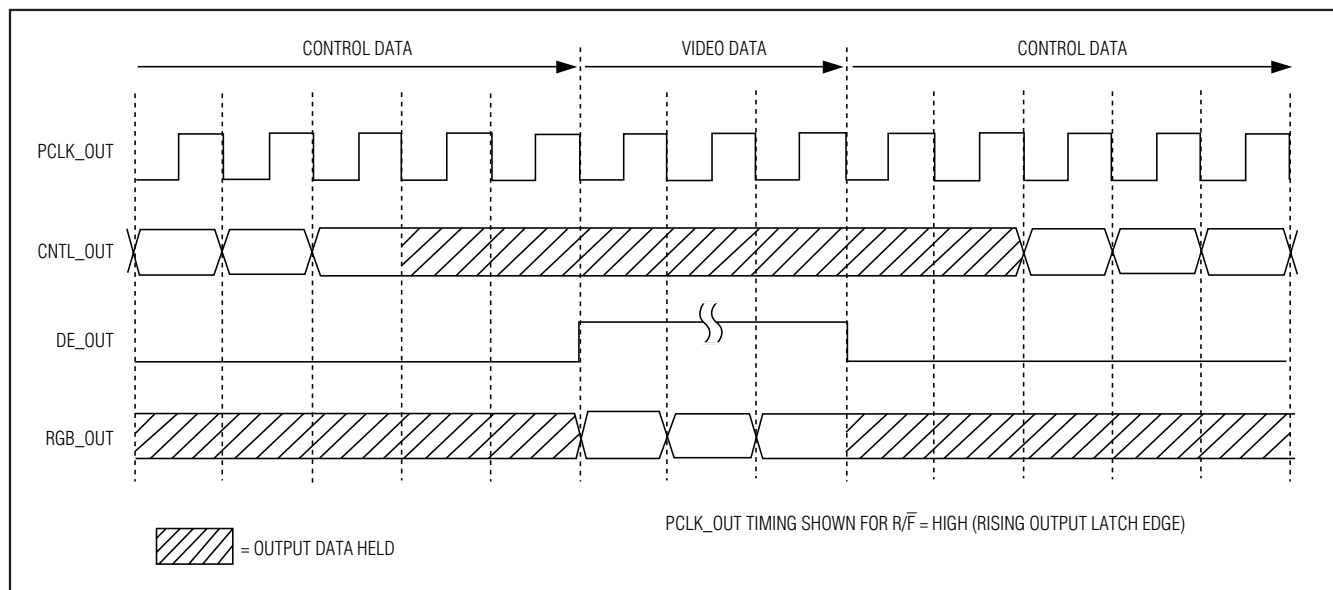 CONTROL DATA VIDEO DATA CONTROL DATA
PCLK_OUT
CNTL_OUT
DE_OUT
RGB_OUT
PCLK_OUT TIMING SHOWN FOR R/F̅ = HIGH (RISING OUTPUT LATCH EDGE)
= OUTPUT DATA HELD